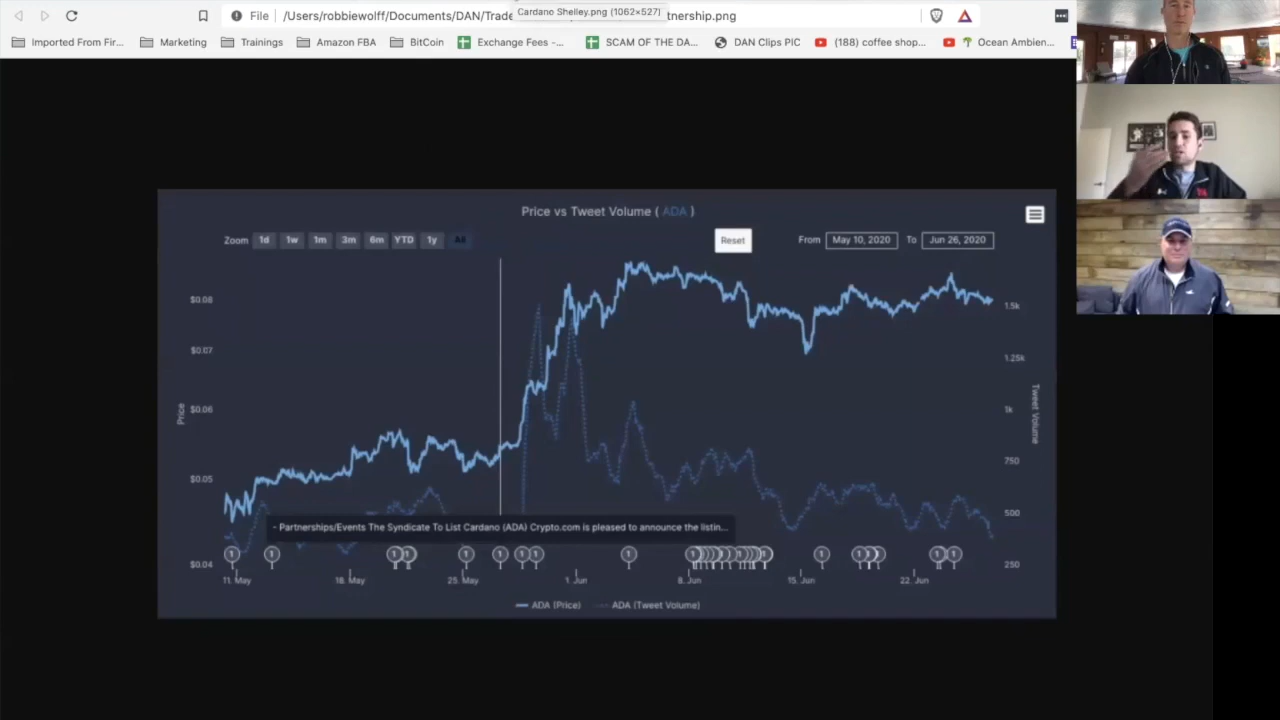 Cardano Shelley.png (1062×527)
File /Users/robbiewolff/Documents/DAN/Trade tnership.png
Imported From Fir... Marketing Trainings Amazon FBA BitCoin Exchange Fees -... SCAM OF THE DA... DAN Clips PIC (188) coffee shop... Ocean Ambien...
Price vs Tweet Volume ( ADA )
Zoom 1d 1w 1m 3m 6m YTD 1y All Reset From May 10, 2020 To Jun 26, 2020
$0.08
$0.07
$0.06
$0.05
$0.04
Price
1.5k
1.25k
1k
750
500
250
Tweet Volume
- Partnerships/Events The Syndicate To List Cardano (ADA) Crypto.com is pleased to announce the listin...
11. May 18. May 25. May 1. Jun 8. Jun 15. Jun 22. Jun
ADA (Price) ADA (Tweet Volume)